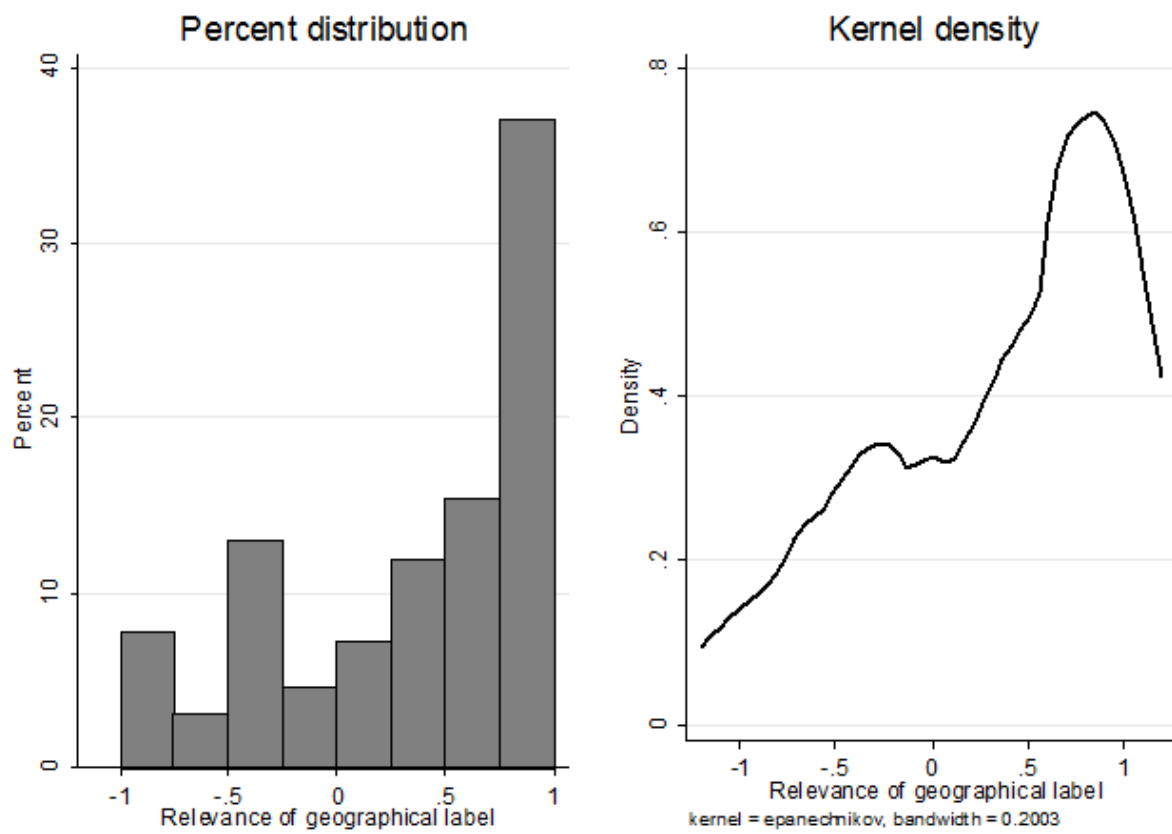 Percent distribution
40
30
20
10
0
Percent
-1 -.5 0 .5 1
Relevance of geographical label
Kernel density
.8
.6
.4
.2
0
Density
-1 -.5 0 .5 1
Relevance of geographical label
kernel = epanechnikov, bandwidth = 0.2003